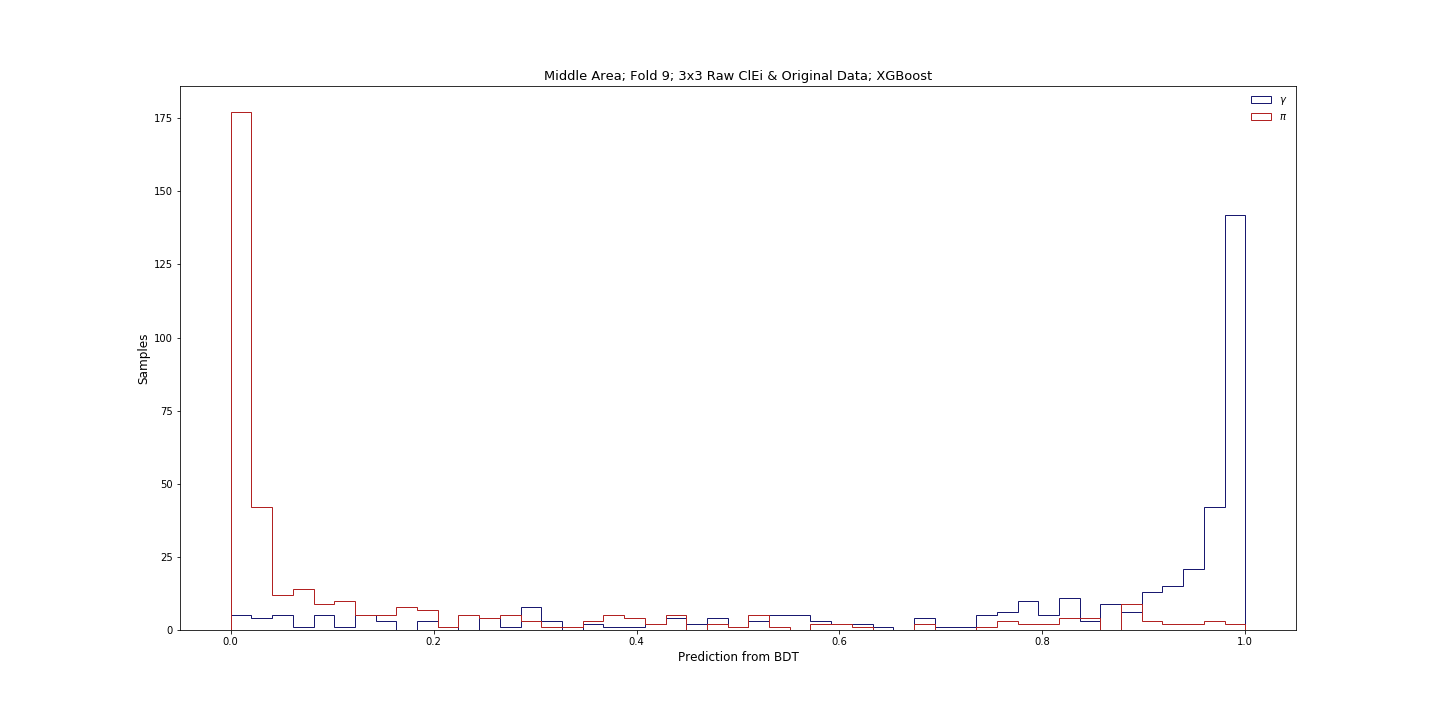 Middle Area; Fold 9; 3x3 Raw ClEi & Original Data; XGBoost
γ
π
175
150
125
100
75
50
25
0
Samples
0.0 0.2 0.4 0.6 0.8 1.0
Prediction from BDT